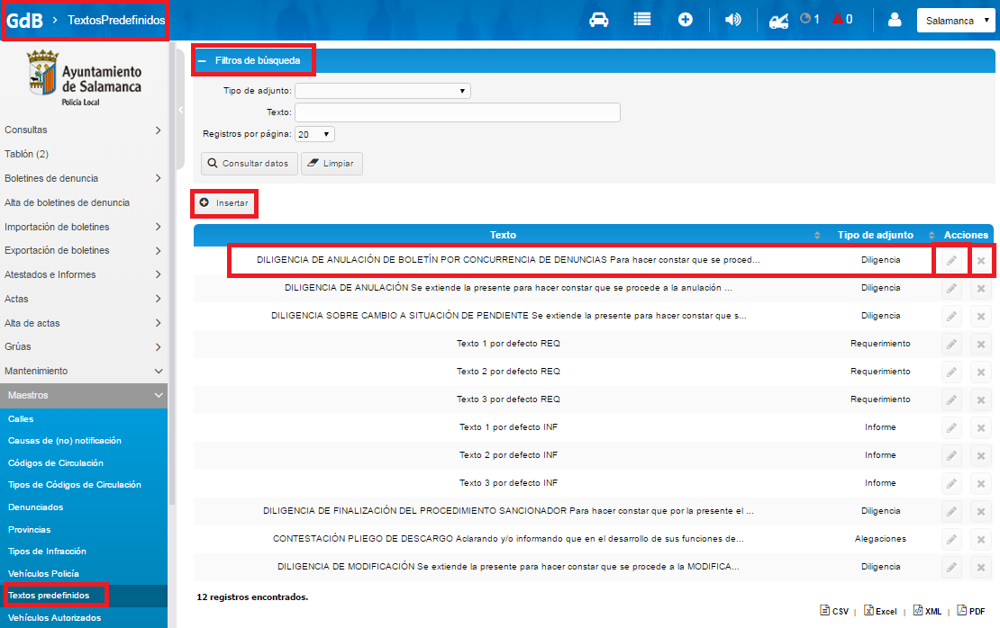 GdB > TextosPredefinidos
1 0
Salamanca
Ayuntamiento
de Salamanca
Policía Local
Consultas
Tablón (2)
Boletines de denuncia
Alta de boletines de denuncia
Importación de boletines
Exportación de boletines
Atestados e Informes
Actas
Alta de actas
Grúas
Mantenimiento
Maestros
Calles
Causas de (no) notificación
Códigos de Circulación
Tipos de Códigos de Circulación
Denunciados
Provincias
Tipos de Infracción
Vehículos Policía
Textos predefinidos
Vehículos Autorizados
Filtros de búsqueda
Tipo de adjunto:
Texto:
Registros por página: 20
Consultar datos Limpiar
Insertar
Texto Tipo de adjunto Acciones
DILIGENCIA DE ANULACIÓN DE BOLETÍN POR CONCURRENCIA DE DENUNCIAS Para hacer constar que se proced... Diligencia
DILIGENCIA DE ANULACIÓN Se extiende la presente para hacer constar que se procede a la anulación ... Diligencia
DILIGENCIA SOBRE CAMBIO A SITUACIÓN DE PENDIENTE Se extiende la presente para hacer constar que s... Diligencia
Texto 1 por defecto REQ Requerimiento
Texto 2 por defecto REQ Requerimiento
Texto 3 por defecto REQ Requerimiento
Texto 1 por defecto INF Informe
Texto 2 por defecto INF Informe
Texto 3 por defecto INF Informe
DILIGENCIA DE FINALIZACIÓN DEL PROCEDIMIENTO SANCIONADOR Para hacer constar que por la presente el ... Diligencia
CONTESTACIÓN PLIEGO DE DESCARGO Aclarando y/o informando que en el desarrollo de sus funciones de... Alegaciones
DILIGENCIA DE MODIFICACIÓN Se extiende la presente para hacer constar que se procede a la MODIFICA... Diligencia
12 registros encontrados.
CSV | Excel | XML | PDF